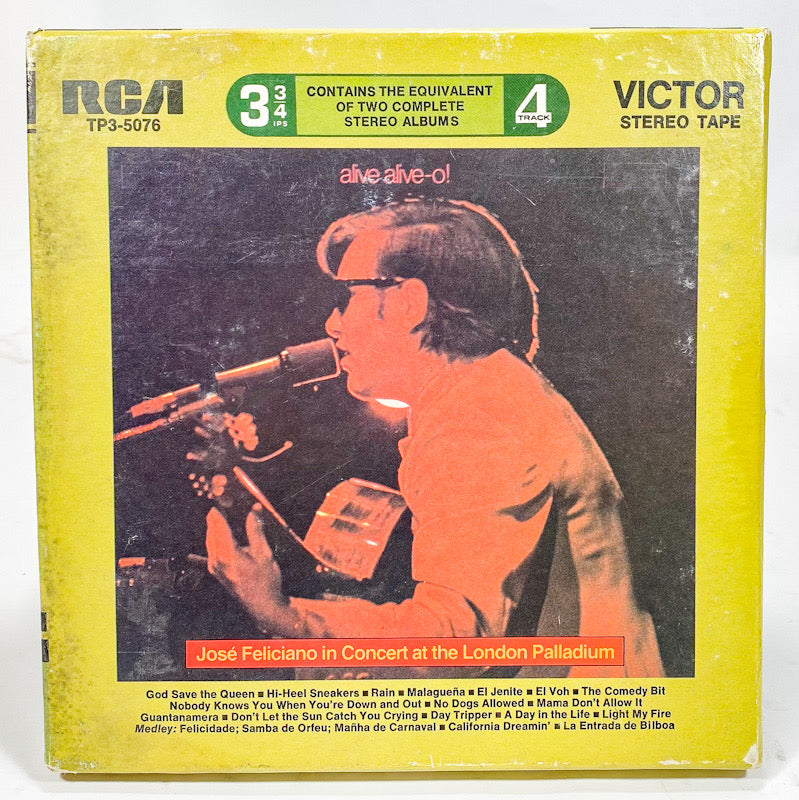 RCA
TP3-5076
3 3/4 IPS
CONTAINS THE EQUIVALENT
OF TWO COMPLETE
STEREO ALBUMS
4
TRACK
VICTOR
STEREO TAPE
alive alive-o!
José Feliciano in Concert at the London Palladium
God Save the Queen ■ Hi-Heel Sneakers ■ Rain ■ Malagueña ■ El Jenite ■ El Voh ■ The Comedy Bit
Nobody Knows You When You're Down and Out ■ No Dogs Allowed ■ Mama Don't Allow It
Guantanamera ■ Don't Let the Sun Catch You Crying ■ Day Tripper ■ A Day in the Life ■ Light My Fire
Medley: Felicidade; Samba de Orfeu; Mañha de Carnaval ■ California Dreamin' ■ La Entrada de Bilboa